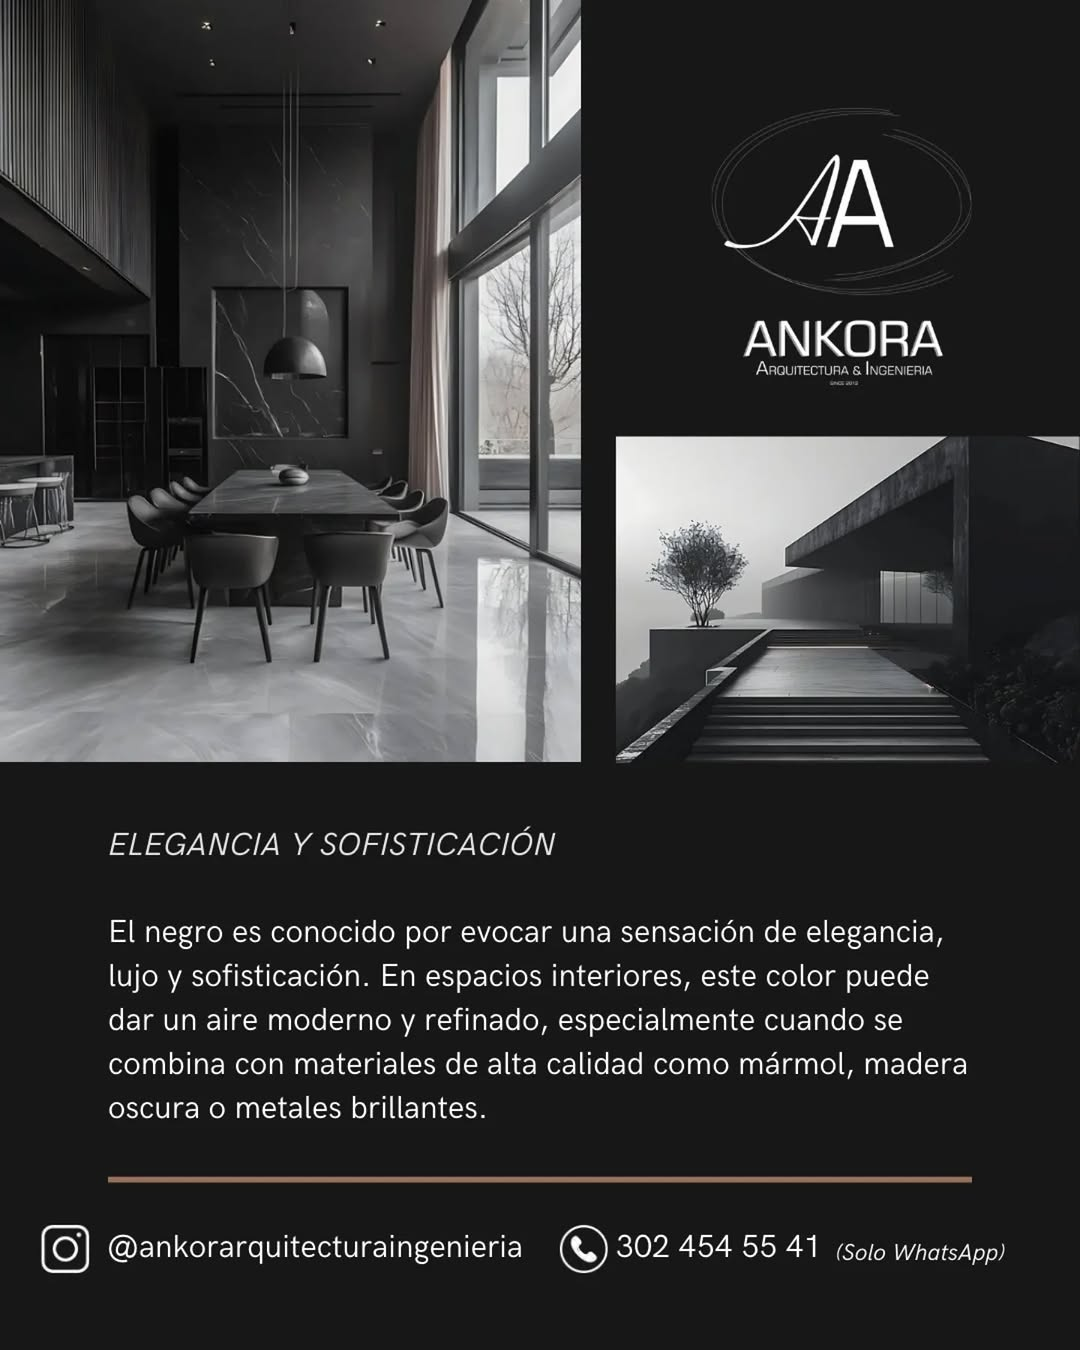 AA
ANKORA
ARQUITECTURA & INGENIERIA
SINCE 2012
ELEGANCIA Y SOFISTICACIÓN
El negro es conocido por evocar una sensación de elegancia,
lujo y sofisticación. En espacios interiores, este color puede
dar un aire moderno y refinado, especialmente cuando se
combina con materiales de alta calidad como mármol, madera
oscura o metales brillantes.
@ankorarquitecturaingenieria
302 454 55 41 (Solo WhatsApp)